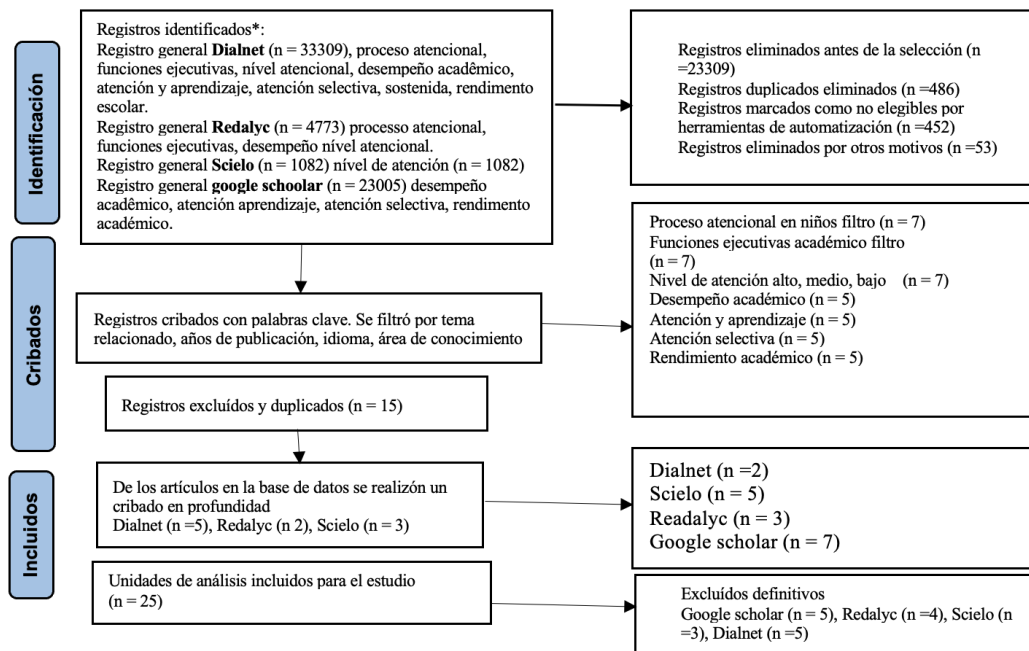 Identificación
Registros identificados*:
Registro general Dialnet (n = 33309), proceso atencional,
funciones ejecutivas, nível atencional, desempeño acadêmico,
atención y aprendizaje, atención selectiva, sostenida, rendimento
escolar.
Registro general Redalyc (n = 4773) processo atencional,
funciones ejecutivas, desempeño nível atencional.
Registro general Scielo (n = 1082) nível de atención (n = 1082)
Registro general google schoolar (n = 23005) desempeño
acadêmico, atención aprendizaje, atención selectiva, rendimento
académico.
Registros eliminados antes de la selección (n
=23309)
Registros duplicados eliminados (n =486)
Registros marcados como no elegibles por
herramientas de automatización (n =452)
Registros eliminados por otros motivos (n =53)
Cribados
Registros cribados con palabras clave. Se filtró por tema
relacionado, años de publicación, idioma, área de conocimiento
Proceso atencional en niños filtro (n = 7)
Funciones ejecutivas académico filtro
(n = 7)
Nivel de atención alto, medio, bajo (n = 7)
Desempeño académico (n = 5)
Atención y aprendizaje (n = 5)
Atención selectiva (n = 5)
Rendimiento académico (n = 5)
Registros excluídos y duplicados (n = 15)
Incluidos
De los artículos en la base de datos se realizón un
cribado en profundidad
Dialnet (n =5), Redalyc (n 2), Scielo (n = 3)
Dialnet (n =2)
Scielo (n = 5)
Readalyc (n = 3)
Google scholar (n = 7)
Unidades de análisis incluidos para el estudio
(n = 25)
Excluídos definitivos
Google scholar (n = 5), Redalyc (n =4), Scielo (n
=3), Dialnet (n =5)